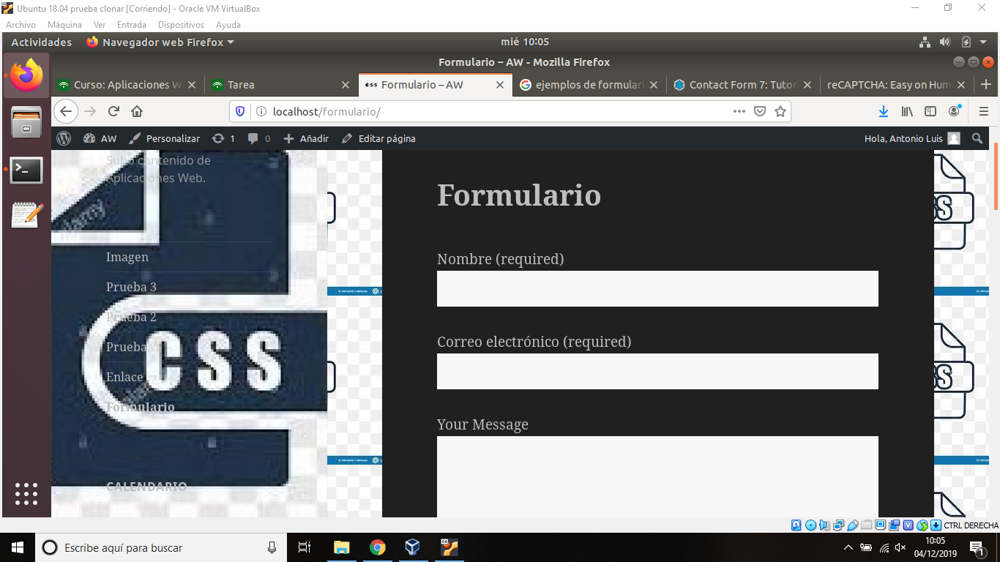 Ubuntu 18.04 prueba clonar [Corriendo] - Oracle VM VirtualBox
Archivo Máquina Ver Entrada Dispositivos Ayuda
Actividades Navegador web Firefox mié 10:05
Formulario – AW - Mozilla Firefox
Curso: Aplicaciones W Tarea css Formulario – AW ejemplos de formulari Contact Form 7: Tutori reCAPTCHA: Easy on Hum
localhost/formulario/
AW Personalizar 1 0 Añadir Editar página Hola, Antonio Luis
Subo contenido de
Aplicaciones Web.
Formulario
Imagen
Nombre (required)
Prueba 3
Prueba 2
Correo electrónico (required)
Prueba
CSS
Enlace
Formulario
Your Message
CALENDARIO
CTRL DERECHA
Escribe aquí para buscar
64
10:05
04/12/2019
1